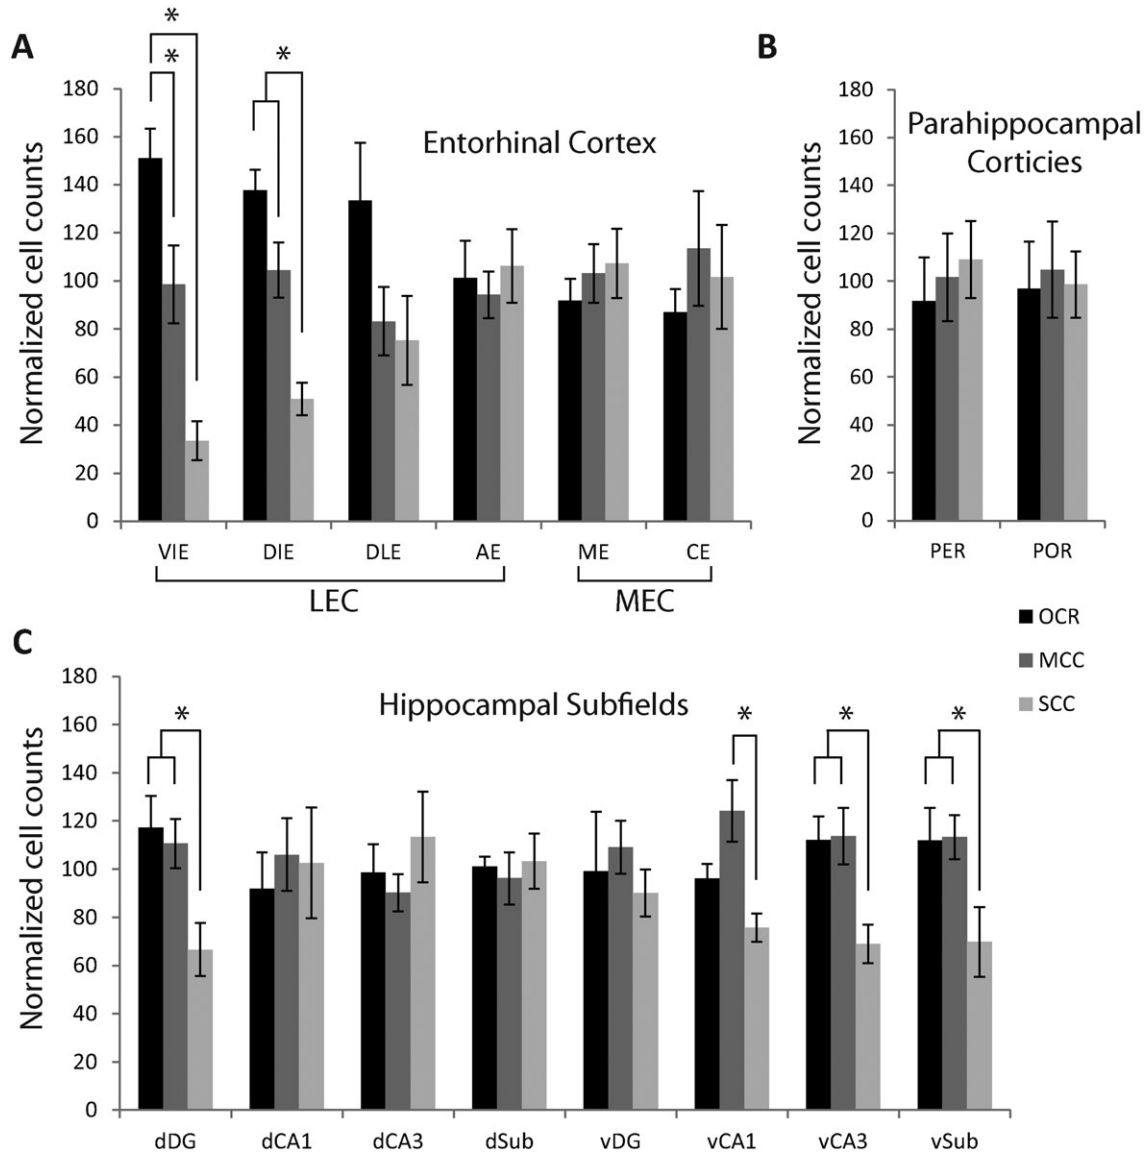 A
*
*
*
180
160
140
120
100
80
60
40
20
0
Normalized cell counts
Entorhinal Cortex
VIE DIE DLE AE ME CE
LEC MEC
B
180
160
140
120
100
80
60
40
20
0
Normalized cell counts
Parahippocampal
Corticies
PER POR
OCR
MCC
SCC
C
180
160
140
120
100
80
60
40
20
0
Normalized cell counts
Hippocampal Subfields
* * * *
dDG dCA1 dCA3 dSub vDG vCA1 vCA3 vSub